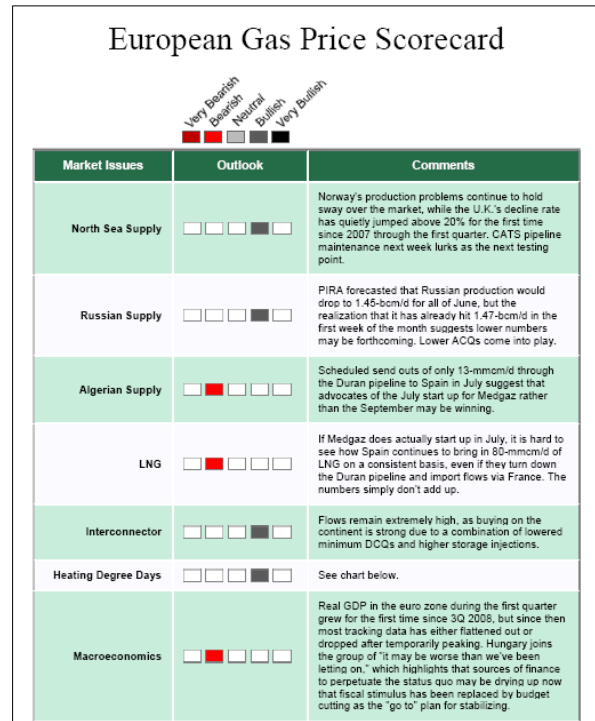 European Gas Price Scorecard
Very Bearish
Bearish
Neutral
Bullish
Very Bullish
Market Issues Outlook Comments
North Sea Supply
Norway's production problems continue to hold
sway over the market, while the U.K.'s decline rate
has quietly jumped above 20% for the first time
since 2007 through the first quarter. CATS pipeline
maintenance next week lurks as the next testing
point.
Russian Supply
PIRA forecasted that Russian production would
drop to 1.45-bcm/d for all of June, but the
realization that it has already hit 1.47-bcm/d in the
first week of the month suggests lower numbers
may be forthcoming. Lower ACQs come into play.
Algerian Supply
Scheduled send outs of only 13-mmcm/d through
the Duran pipeline to Spain in July suggest that
advocates of the July start up for Medgaz rather
than the September may be winning.
LNG
If Medgaz does actually start up in July, it is hard to
see how Spain continues to bring in 80-mmcm/d of
LNG on a consistent basis, even if they turn down
the Duran pipeline and import flows via France. The
numbers simply don't add up.
Interconnector
Flows remain extremely high, as buying on the
continent is strong due to a combination of lowered
minimum DCQs and higher storage injections.
Heating Degree Days
See chart below.
Macroeconomics
Real GDP in the euro zone during the first quarter
grew for the first time since 3Q 2008, but since then
most tracking data has either flattened out or
dropped after temporarily peaking. Hungary joins
the group of "it may be worse than we've been
letting on," which highlights that sources of finance
to perpetuate the status quo may be drying up now
that fiscal stimulus has been replaced by budget
cutting as the "go to" plan for stabilizing.